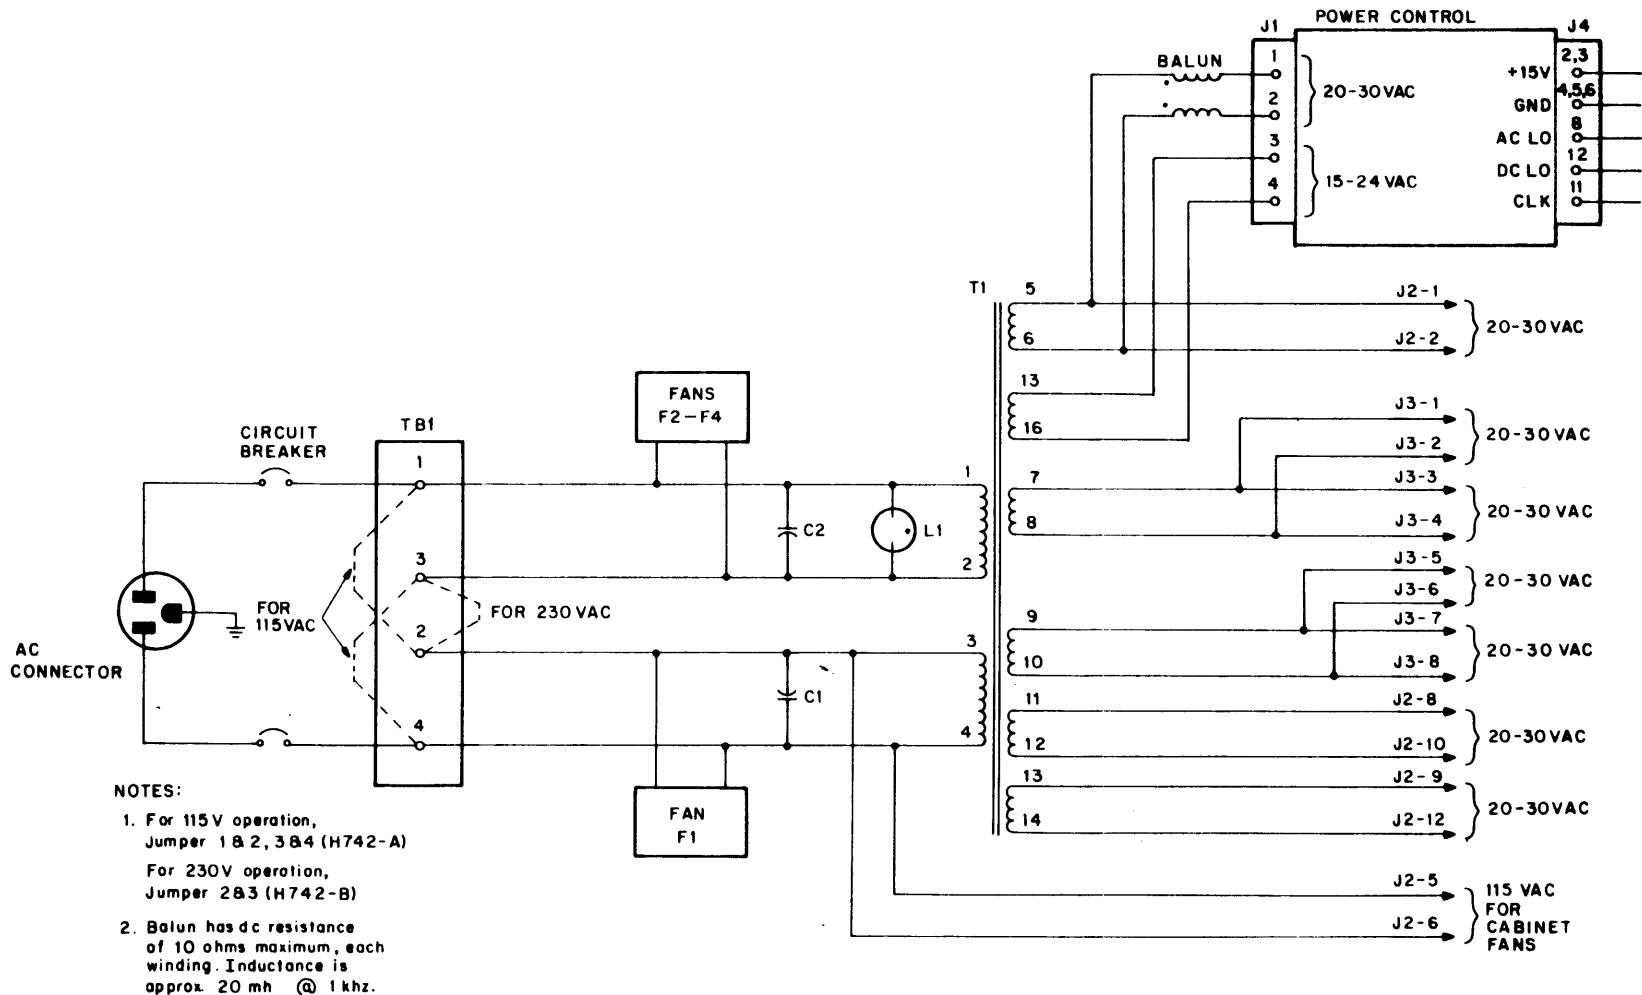 POWER CONTROL
J1
J4
BALUN
1
2
3
4
20-30VAC
15-24 VAC
2,3
+15V
4,5,6
GND
8
AC LO
12
DC LO
11
CLK
T1
5
6
13
16
7
8
9
10
11
12
13
14
J2-1
J2-2
20-30VAC
J3-1
J3-2
20-30 VAC
J3-3
J3-4
20-30 VAC
J3-5
J3-6
20-30 VAC
J3-7
J3-8
20-30 VAC
J2-8
J2-10
20-30VAC
J2-9
J2-12
20-30VAC
J2-5
J2-6
115 VAC
FOR
CABINET
FANS
FANS
F2-F4
CIRCUIT
BREAKER
TB1
1
3
2
4
FOR
115VAC
FOR 230VAC
C2
L1
1
2
3
4
C1
AC
CONNECTOR
FAN
F1
NOTES:
1. For 115V operation,
Jumper 1&2, 3&4 (H742-A)
For 230V operation,
Jumper 2&3 (H742-B)
2. Balun has dc resistance
of 10 ohms maximum, each
winding. Inductance is
approx. 20 mh @ 1khz.